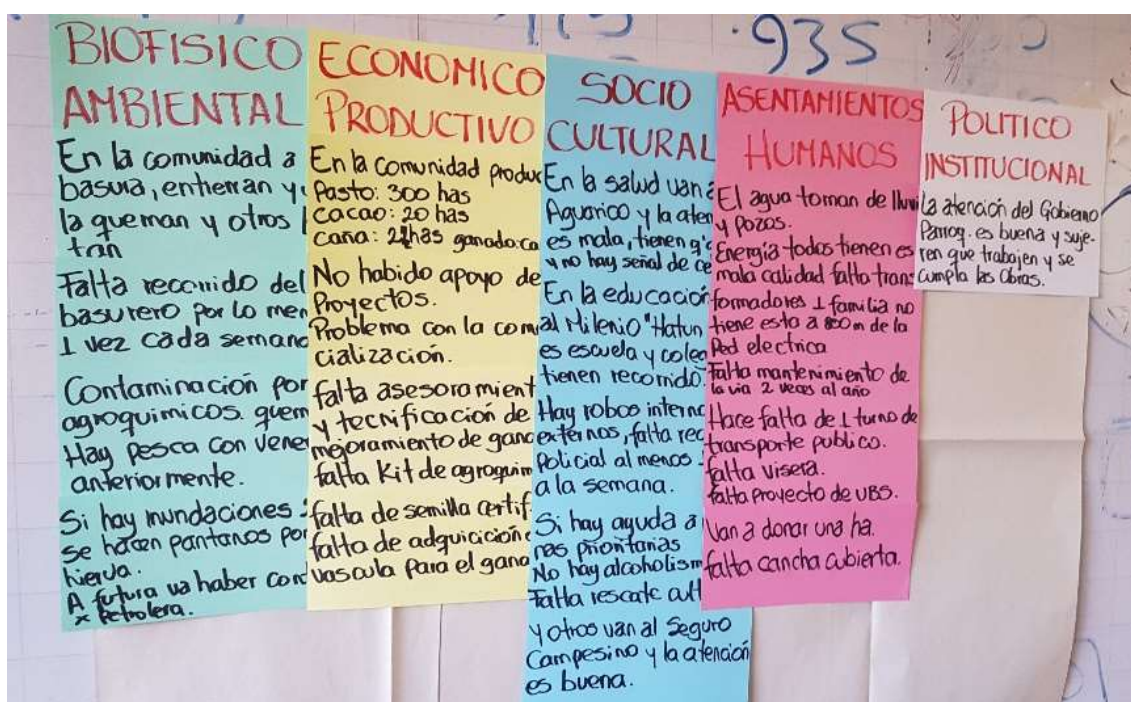 .935
BIOFISICO
AMBIENTAL
En la comunidad a
basura, entierran y
la queman y otros
tran
Falta recorrido del
basurero por lo men
1 vez cada semana
Contaminación por
agroquimicos. quem
Hay pesca con vene
anteriormente.
Si hay inundaciones
se hacen pantanos por
hierva.
A futura va haber con
x Petrolera.
ECONOMICO
PRODUCTIVO
En la comunidad produc
Pasto: 300 has
Cacao: 20 has
Caña: has ganado: ca
No habido apoyo de
Proyectos.
Problema con la comer
cialización.
falta asesoramient
y tecnificación de
mejoramiento de gana
falta Kit de agroquim
falta de semilla certif
falta de adquicición
vascula para el gana
SOCIO
CULTURAL
En la salud van a
Aguarico y la aten
es mala, tienen q'
y no hay señal de ce
En la educación
al Milenio "Hatun
es escuela y coleg
tienen recorrido.
Hay robos interno
externos, falta rec
Policial al menos
a la semana.
Si hay ayuda a
nas prioritarias
No hay alcoholism
Falta rescate cult
y otros van al Seguro
Campesino y la atención
es buena.
ASENTAMIENTOS
HUMANOS
El agua toman de lluvi
y Pozos.
Energía todos tienen es
mala calidad falta trans-
formadores 1 familia no
tiene esta a 800 m de la
Red electrica
Falta mantenimiento de
la via 2 veces al año
Hace falta de 1 turno de
transporte publico.
falta visera.
falta proyecto de UBS.
Van a donar una ha.
falta cancha cubierta.
POLITICO
INSTITUCIONAL
La atención del Gobierno
Parroq. es buena y suje-
ren que trabajen y se
cumpla las Obras.